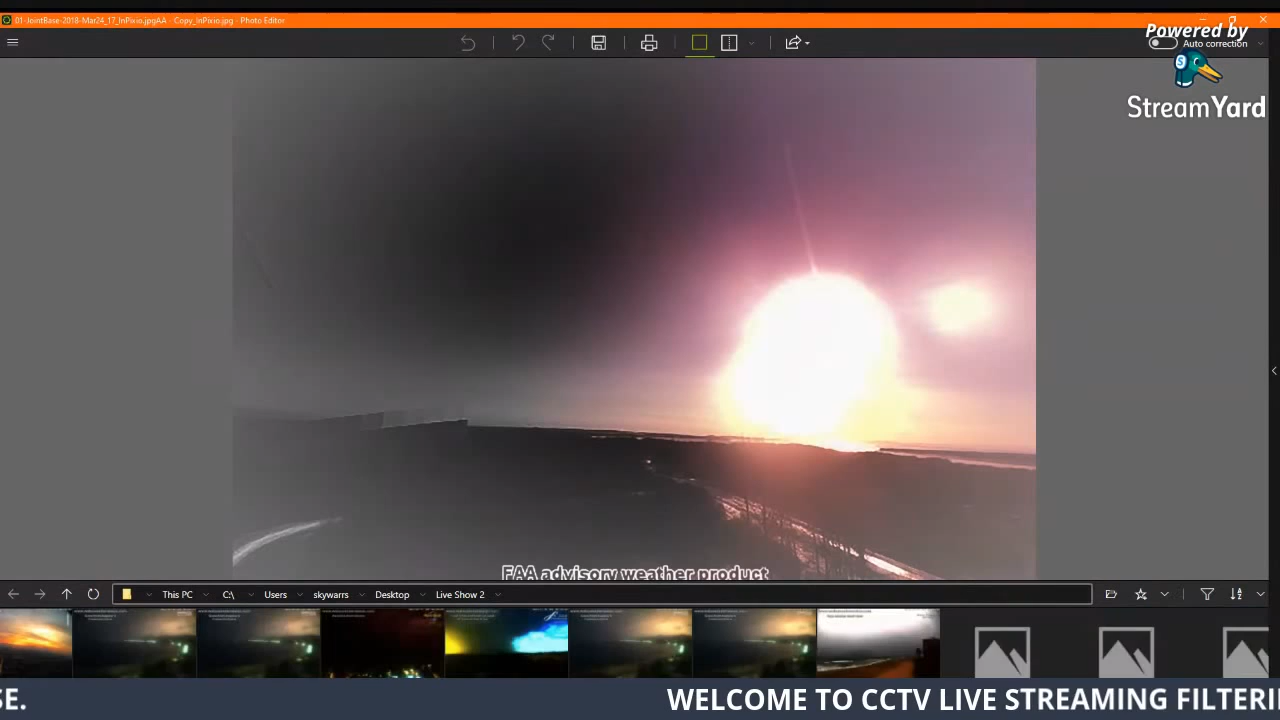 01-JointBase-2018-Mar24_17_InPixio.jpgAA - Copy_InPixio.jpg - Photo Editor
Powered by
Auto correction
StreamYard
FAA advisory weather product
This PC
C:\
Users
skywarrs
Desktop
Live Show 2
SE.
WELCOME TO CCTV LIVE STREAMING FILTERI